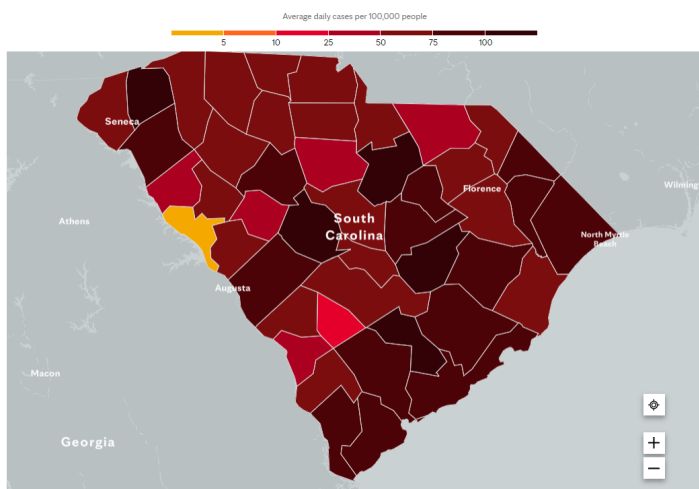 Average daily cases per 100,000 people
5 10 25 50 75 100
Seneca
Wilming
Florence
Athens
South
Carolina
North Myrtle
Beach
Augusta
Macon
Georgia